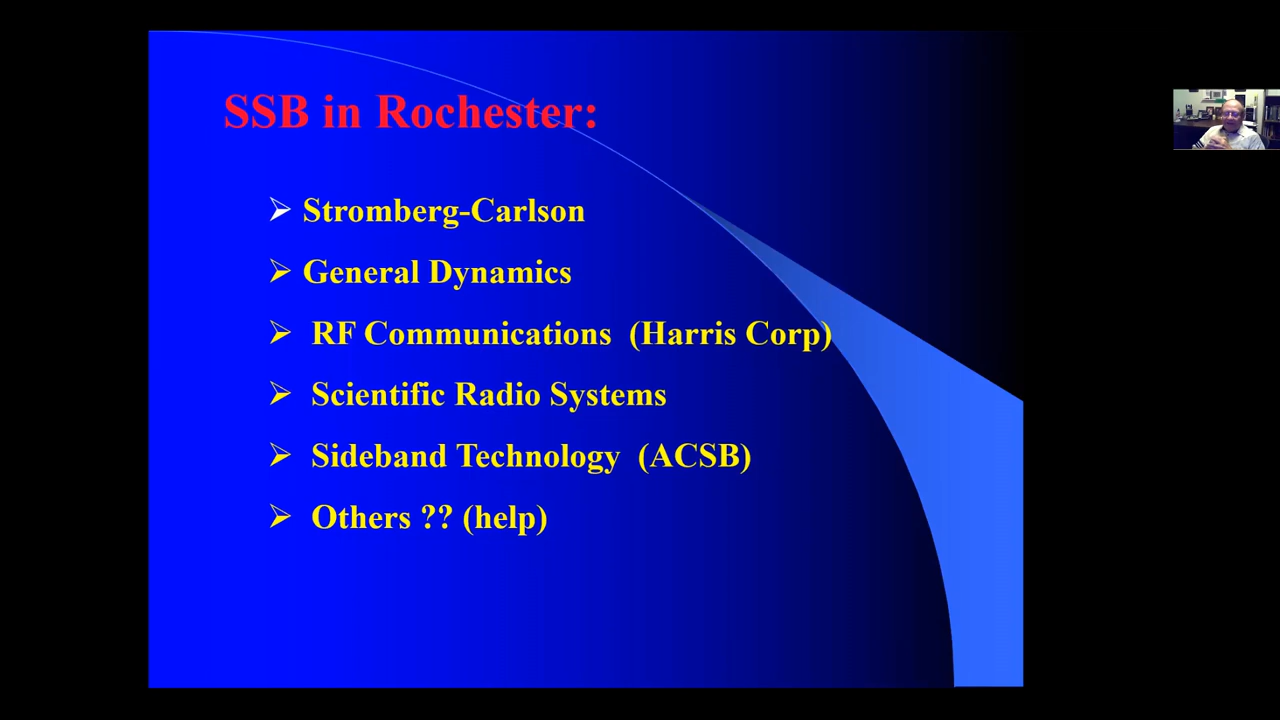 SSB in Rochester:
Stromberg-Carlson
General Dynamics
RF Communications (Harris Corp)
Scientific Radio Systems
Sideband Technology (ACSB)
Others ?? (help)